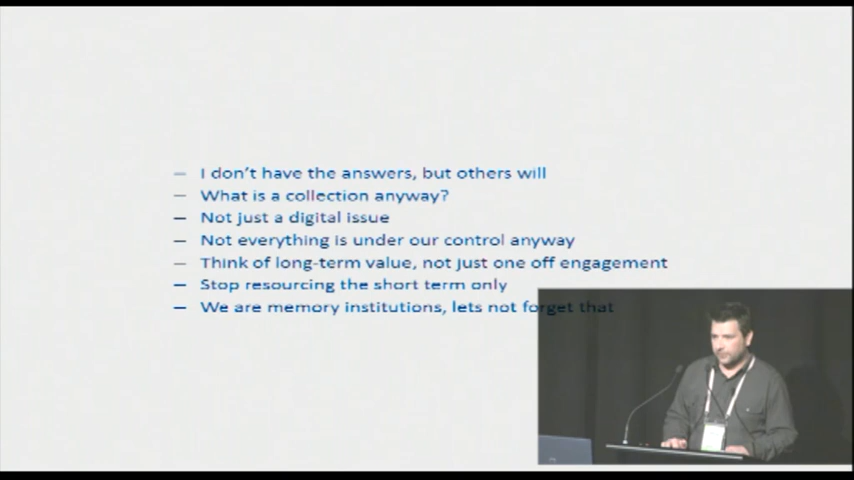 – I don't have the answers, but others will
– What is a collection anyway?
– Not just a digital issue
– Not everything is under our control anyway
– Think of long-term value, not just one off engagement
– Stop resourcing the short term only
– We are memory institutions, lets not forget that